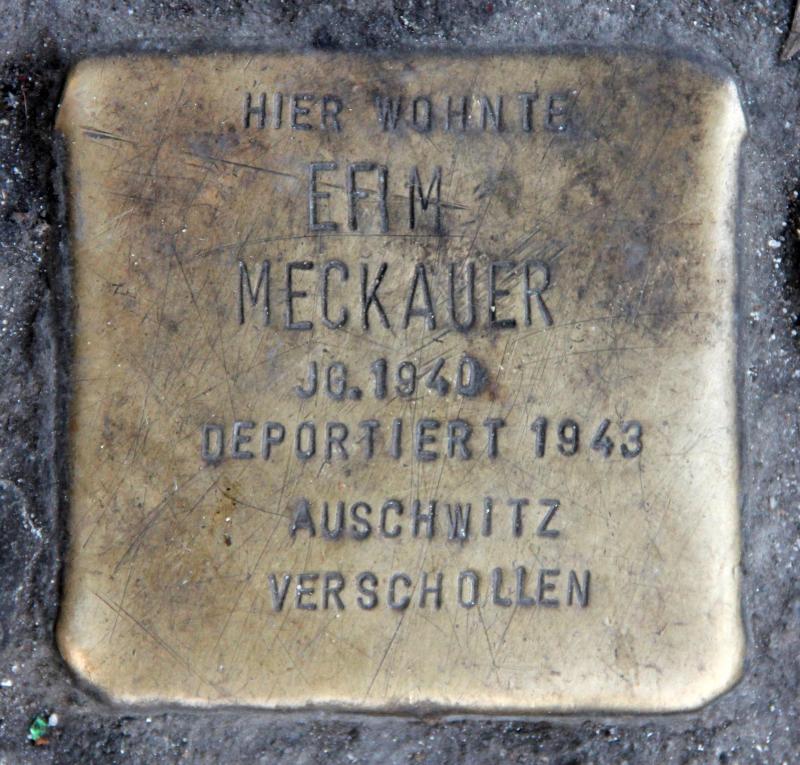 HIER WOHNTE
EFIM
MECKAUER
JG. 1940
DEPORTIERT 1943
AUSCHWITZ
VERSCHOLLEN